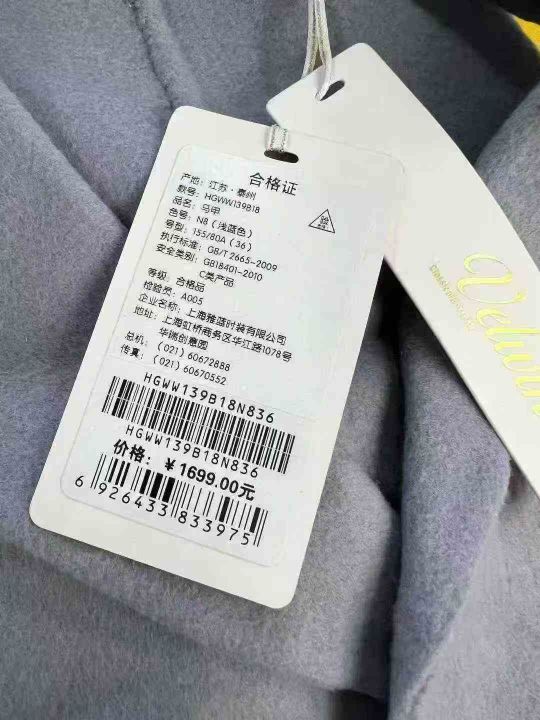 合格证
产地：江苏·泰州
款号：HGWW139B18
品名：马甲
色号：N8（浅蓝色）
号型：155/80A（36）
执行标准：GB/T 2665-2009
安全类别：GB18401-2010
C类产品
等级：合格品
检验员：A005
企业名称：上海雅蓝时装有限公司
地址：上海虹桥商务区华江路1078号
华瑞创意园
总机：（021）60672888
传真：（021）60670552
HGWW139B18N836
HGWW139B18N836
价格：￥1699.00元
6 926433 833975
Velwin